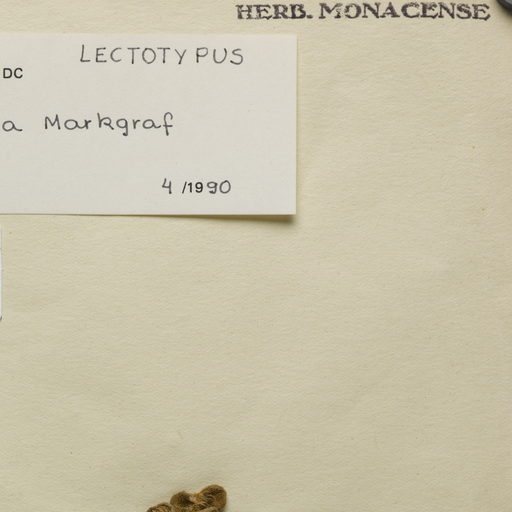 HERB. MONACENSE
LECTOTYPUS
DC
a Markgraf
4/1990